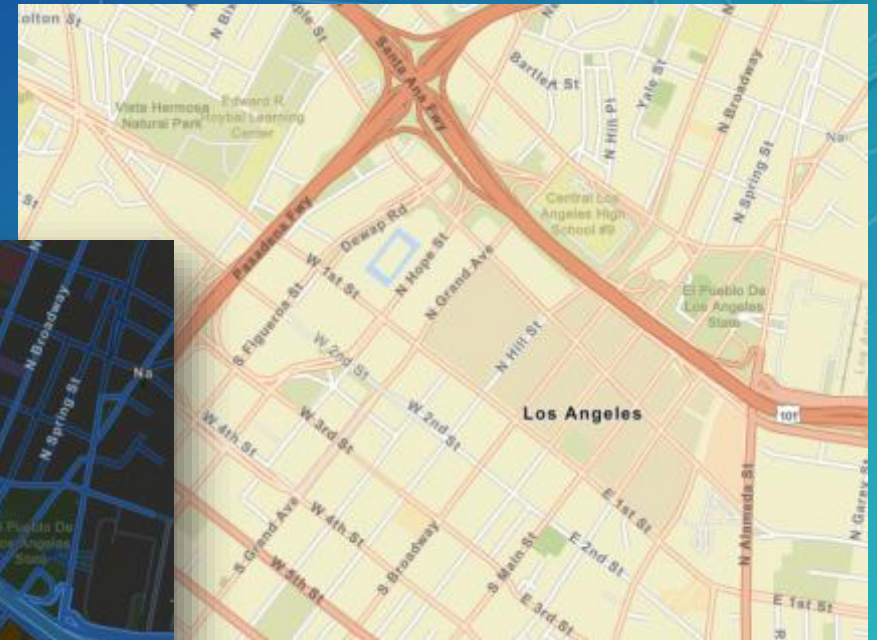 N Broadway
N Spring St
Na
Santa Ana Fwy
Bartlett St
Yale St
N Broadway
Na
N Hill Pl
N Spring St
Vista Hermosa
Natural Park
Edward R
Roybal Learning
Center
Central Los
Angeles High
School #9
Pasadena Fwy
Dewap Rd
W 1st St
N Hope St
N Grand Ave
El Pueblo De
Los Angeles
State
S Figueroa St
N Hill St
W 2nd St
Los Angeles
101
W 4th St
W 3rd St
W 2nd St
W 4th St
S Grand Ave
W 5th St
S Broadway
S Main St
E 1st St
E 2nd St
E 3rd St
N Alameda St
N Garey St
E 1st St